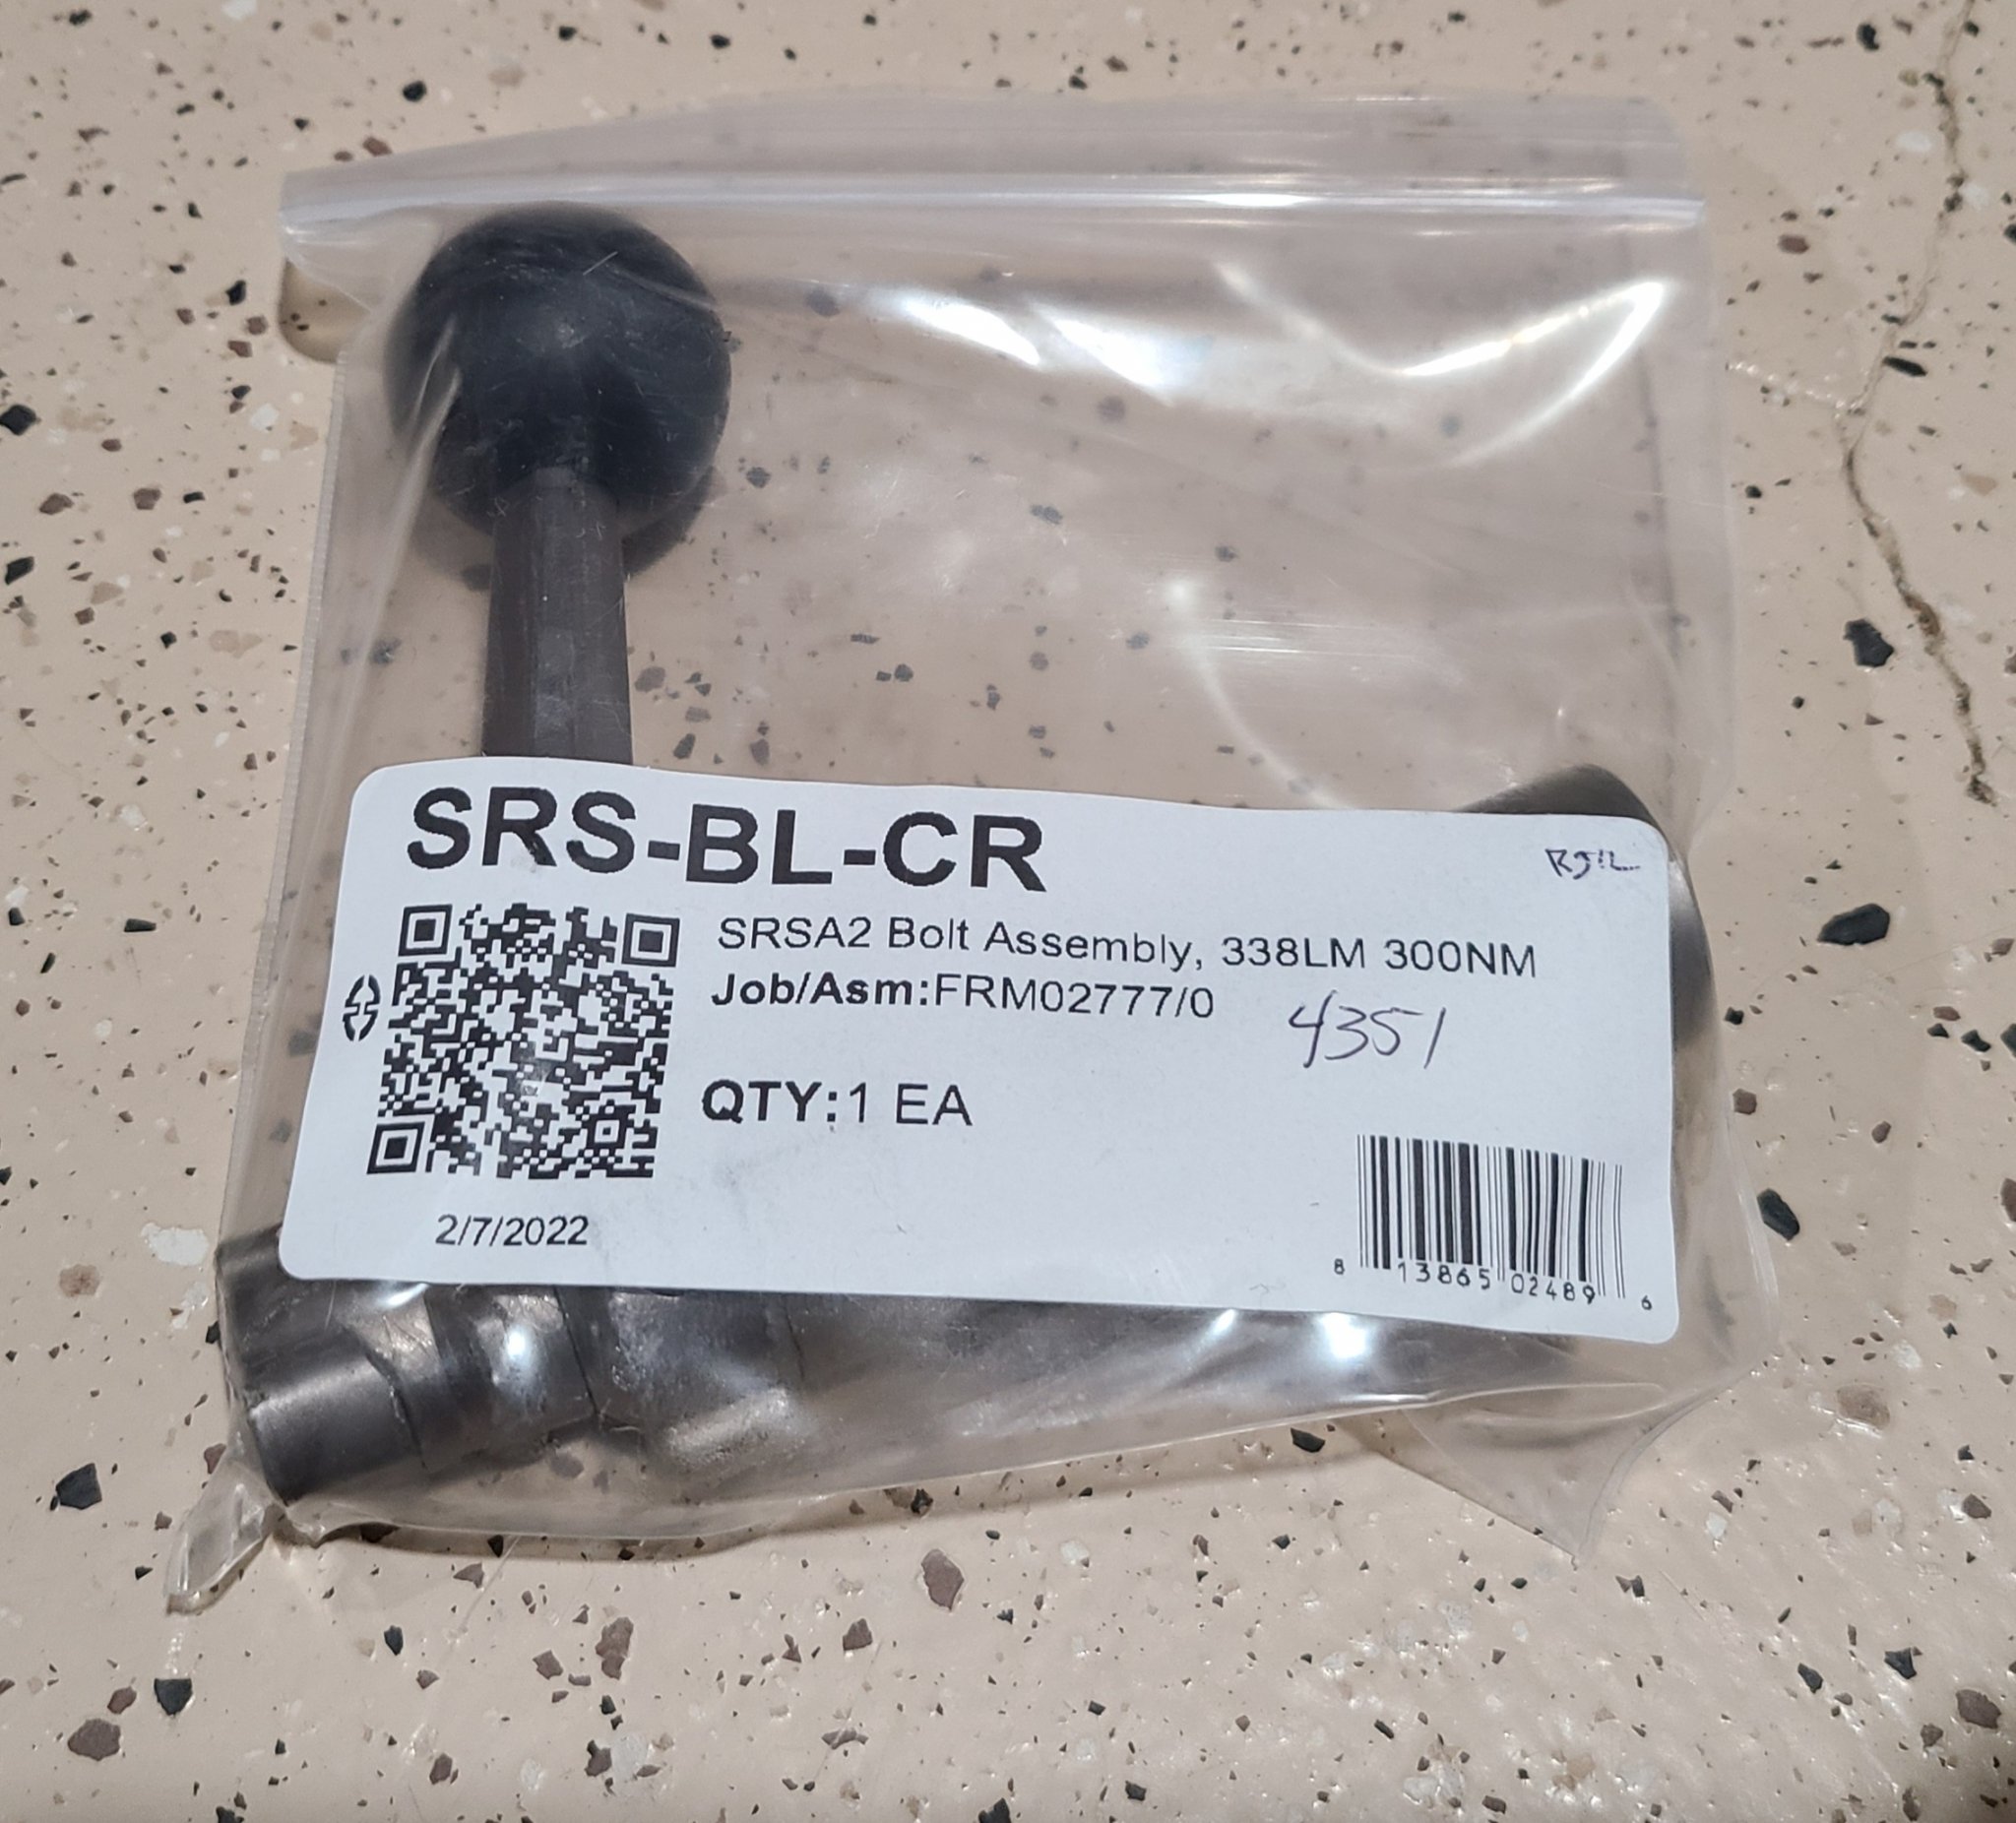 SRS-BL-CR
SRSA2 Bolt Assembly, 338LM 300NM
Job/Asm:FRM02777/0
4351
QTY:1 EA
2/7/2022
8 13865 02489 6